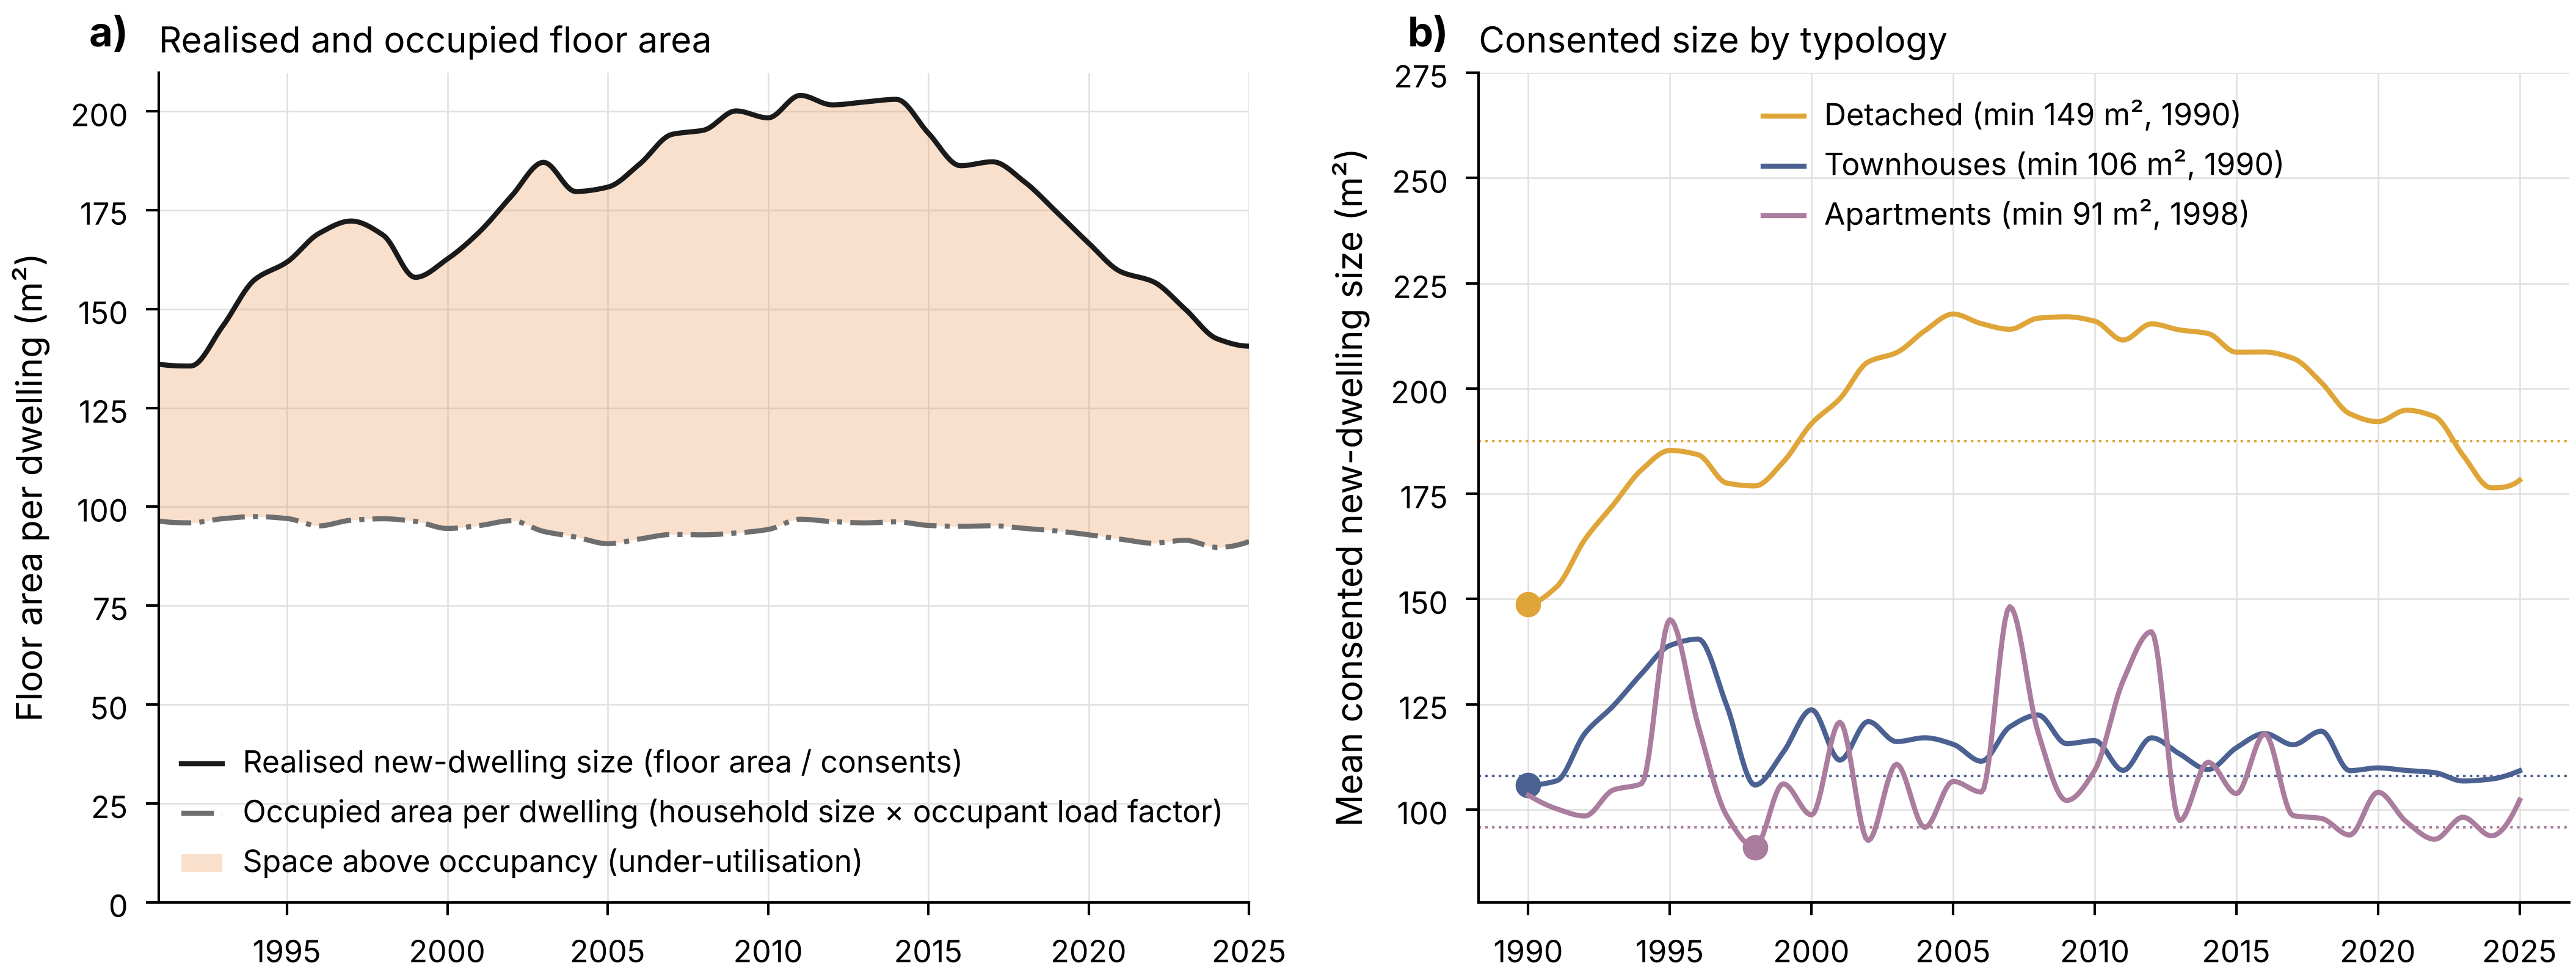 a) Realised and occupied floor area
Floor area per dwelling (m²)
200
175
150
125
100
75
50
25
0
Realised new-dwelling size (floor area / consents)
Occupied area per dwelling (household size × occupant load factor)
Space above occupancy (under-utilisation)
1995 2000 2005 2010 2015 2020 2025
b) Consented size by typology
Mean consented new-dwelling size (m²)
275
250
225
200
175
150
125
100
Detached (min 149 m², 1990)
Townhouses (min 106 m², 1990)
Apartments (min 91 m², 1998)
1990 1995 2000 2005 2010 2015 2020 2025